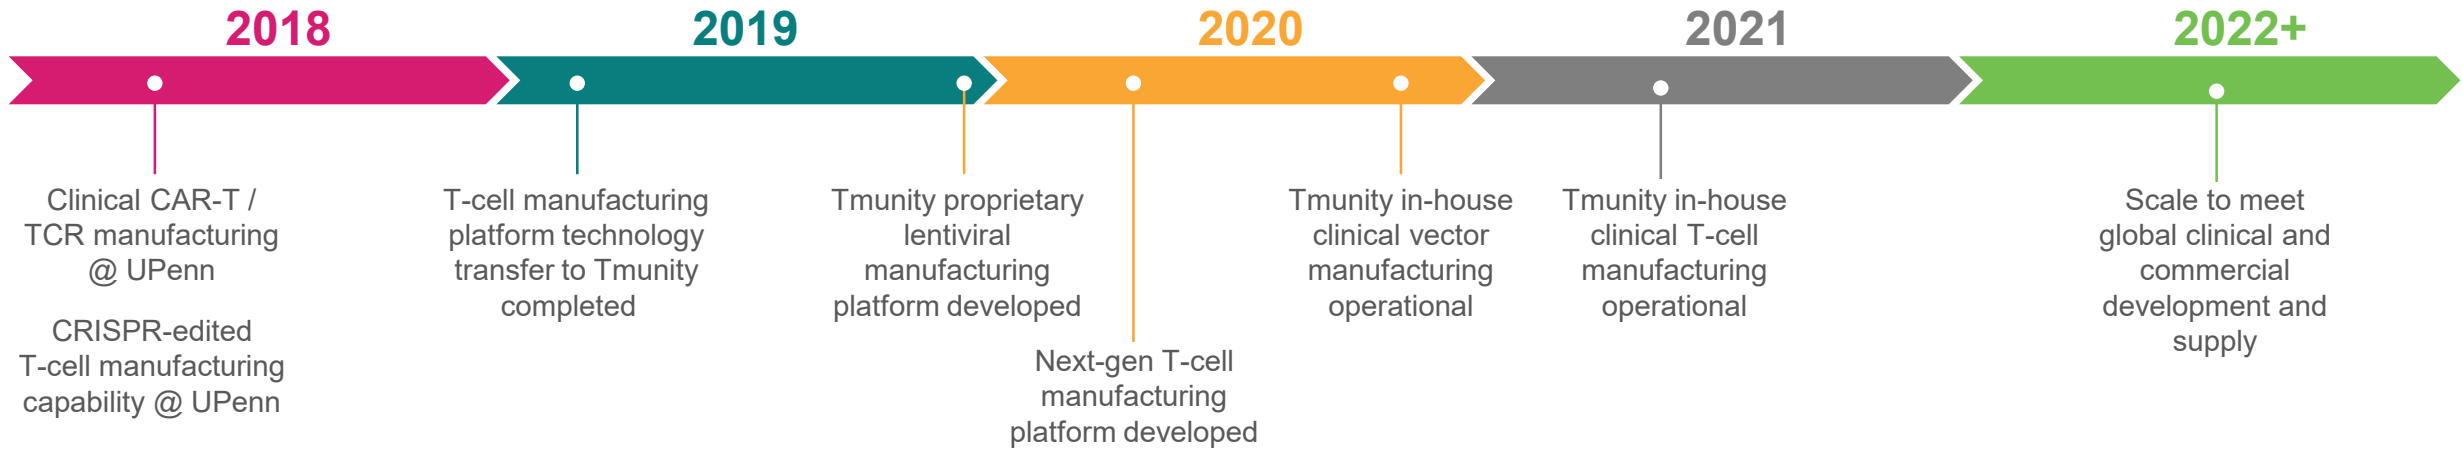 2018
2019
2020
2021
2022+
Clinical CAR-T /
TCR manufacturing
@ UPenn
CRISPR-edited
T-cell manufacturing
capability @ UPenn
T-cell manufacturing
platform technology
transfer to Tmunity
completed
Tmunity proprietary
lentiviral
manufacturing
platform developed
Next-gen T-cell
manufacturing
platform developed
Tmunity in-house
clinical vector
manufacturing
operational
Tmunity in-house
clinical T-cell
manufacturing
operational
Scale to meet
global clinical and
commercial
development and
supply